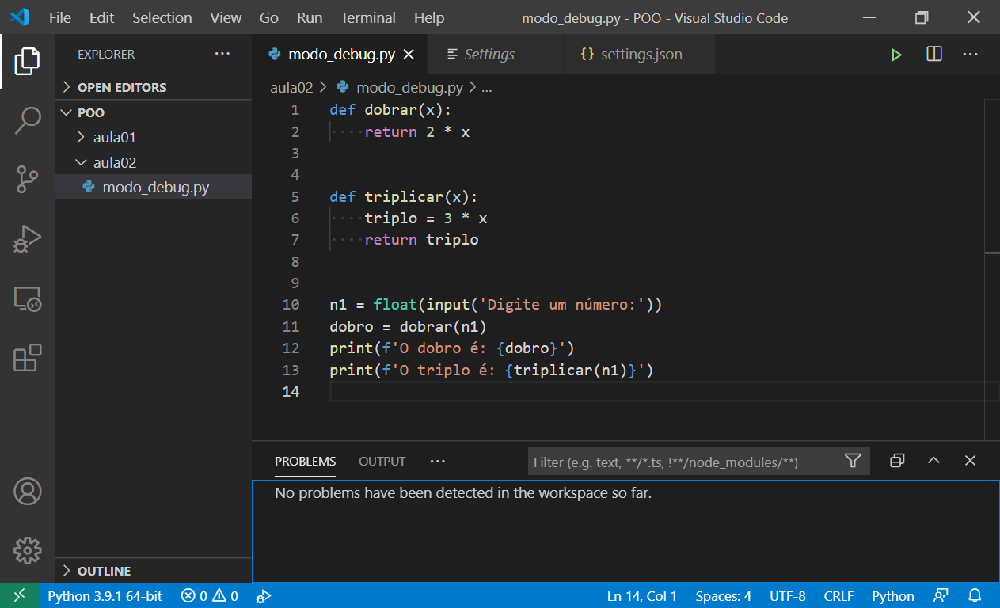 File Edit Selection View Go Run Terminal Help modo_debug.py - POO - Visual Studio Code
EXPLORER
OPEN EDITORS
POO
aula01
aula02
modo_debug.py
OUTLINE
modo_debug.py Settings {} settings.json
aula02 > modo_debug.py > ...
1 def dobrar(x):
2 ····return 2 * x
3
4
5 def triplicar(x):
6 ····triplo = 3 * x
7 ····return triplo
8
9
10 n1 = float(input('Digite um número:'))
11 dobro = dobrar(n1)
12 print(f'O dobro é: {dobro}')
13 print(f'O triplo é: {triplicar(n1)}')
14
PROBLEMS OUTPUT ··· Filter (e.g. text, **/*.ts, !**/node_modules/**)
No problems have been detected in the workspace so far.
Python 3.9.1 64-bit 0 0 Ln 14, Col 1 Spaces: 4 UTF-8 CRLF Python